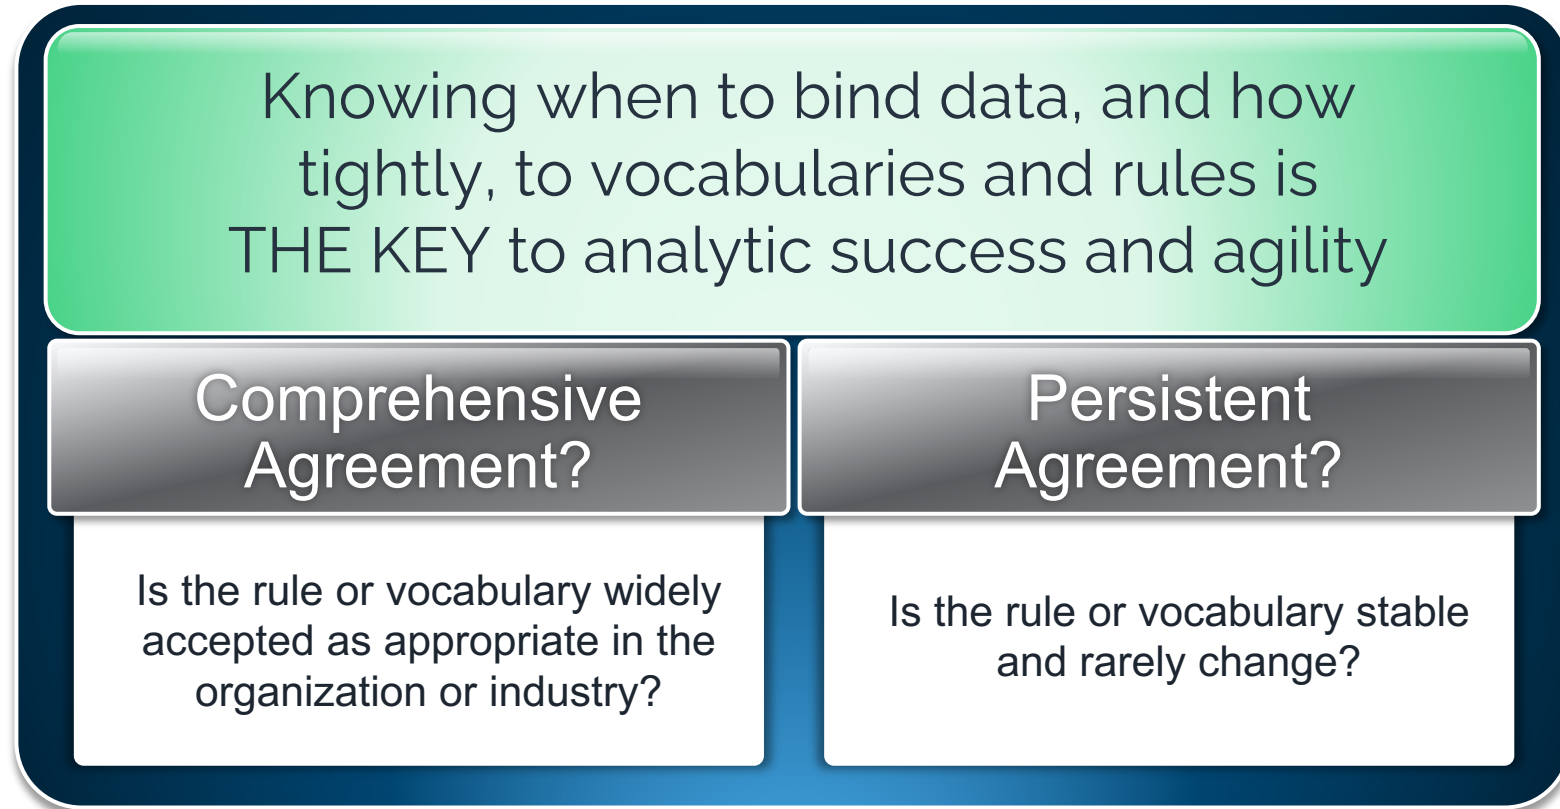 Knowing when to bind data, and how
tightly, to vocabularies and rules is
THE KEY to analytic success and agility
Comprehensive
Agreement?
Is the rule or vocabulary widely
accepted as appropriate in the
organization or industry?
Persistent
Agreement?
Is the rule or vocabulary stable
and rarely change?